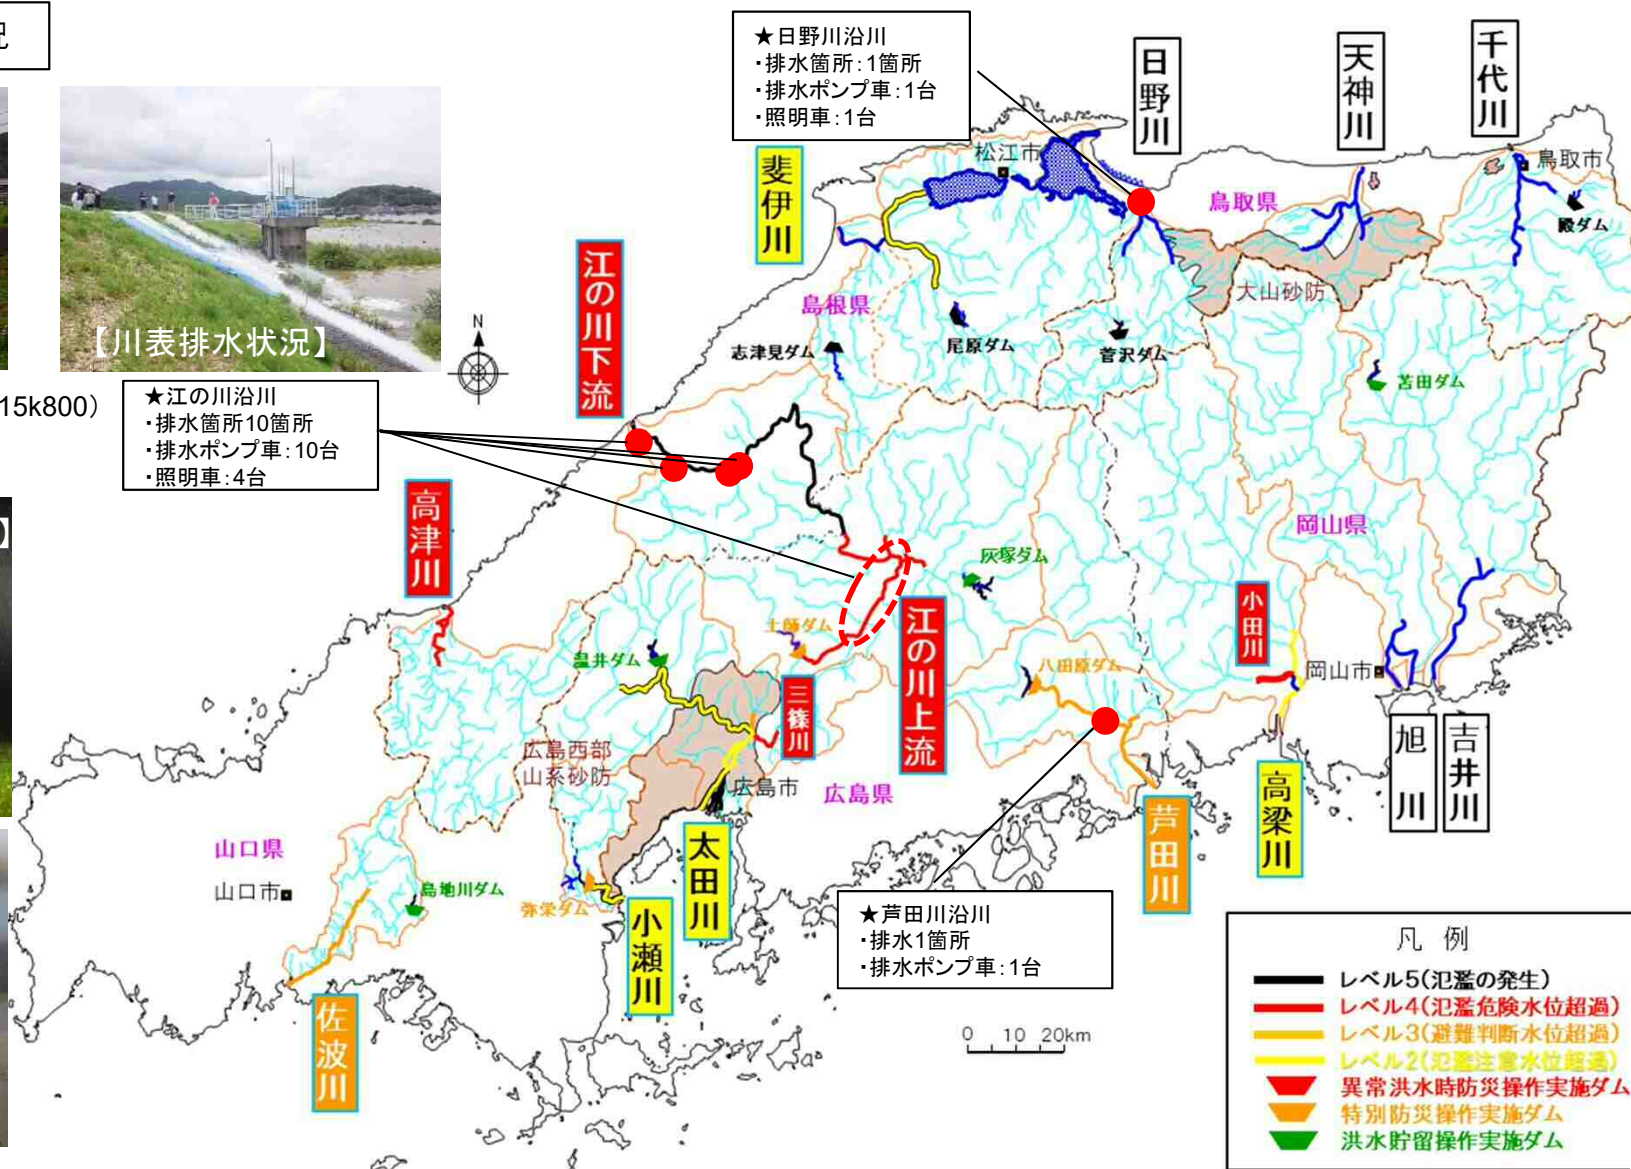 況
★日野川沿川
・排水箇所：1箇所
・排水ポンプ車：1台
・照明車：1台
日野川
天神川
千代川
斐伊川
松江市
鳥取県
鳥取市
殿ダム
江の川下流
【川表排水状況】
島根県
大山砂防
N
志津見ダム
尾原ダム
菅沢ダム
苫田ダム
15k800）
★江の川沿川
・排水箇所10箇所
・排水ポンプ車：10台
・照明車：4台
高津川
】
岡山県
灰塚ダム
小田川
江の川上流
土師ダム
温井ダム
八田原ダム
岡山市
三篠川
広島西部
山系砂防
広島市
広島県
旭川
吉井川
高梁川
芦田川
太田川
山口県
山口市
島地川ダム
弥栄ダム
小瀬川
佐波川
★芦田川沿川
・排水1箇所
・排水ポンプ車：1台
0 10 20km
凡 例
レベル5(氾濫の発生)
レベル4(氾濫危険水位超過)
レベル3(避難判断水位超過)
レベル2(氾濫注意水位超過)
異常洪水時防災操作実施ダム
特別防災操作実施ダム
洪水貯留操作実施ダム